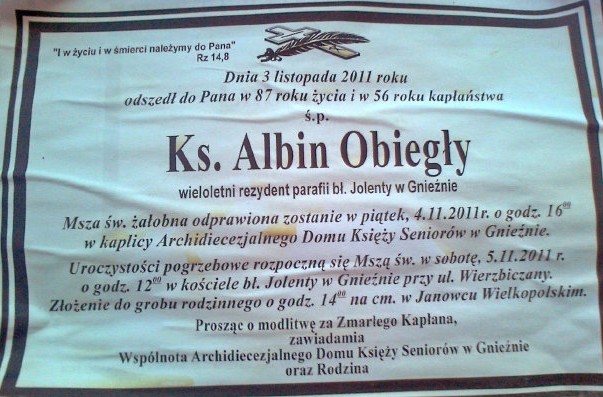 "I w życiu i w śmierci należymy do Pana"
Rz 14,8
Dnia 3 listopada 2011 roku
odszedł do Pana w 87 roku życia i w 56 roku kapłaństwa
ś.p.
Ks. Albin Obiegły
wieloletni rezydent parafii bł. Jolenty w Gnieźnie
Msza św. żałobna odprawiona zostanie w piątek, 4.11.2011r. o godz. 16⁰⁰
w kaplicy Archidiecezjalnego Domu Księży Seniorów w Gnieźnie.
Uroczystości pogrzebowe rozpoczną się Mszą św. w sobotę, 5.11.2011 r.
o godz. 12⁰⁰ w kościele bł. Jolenty w Gnieźnie przy ul. Wierzbiczany.
Złożenie do grobu rodzinnego o godz. 14⁰⁰ na cm. w Janowcu Wielkopolskim.
Prosząc o modlitwę za Zmarłego Kapłana,
zawiadamia
Wspólnota Archidiecezjalnego Domu Księży Seniorów w Gnieźnie
oraz Rodzina